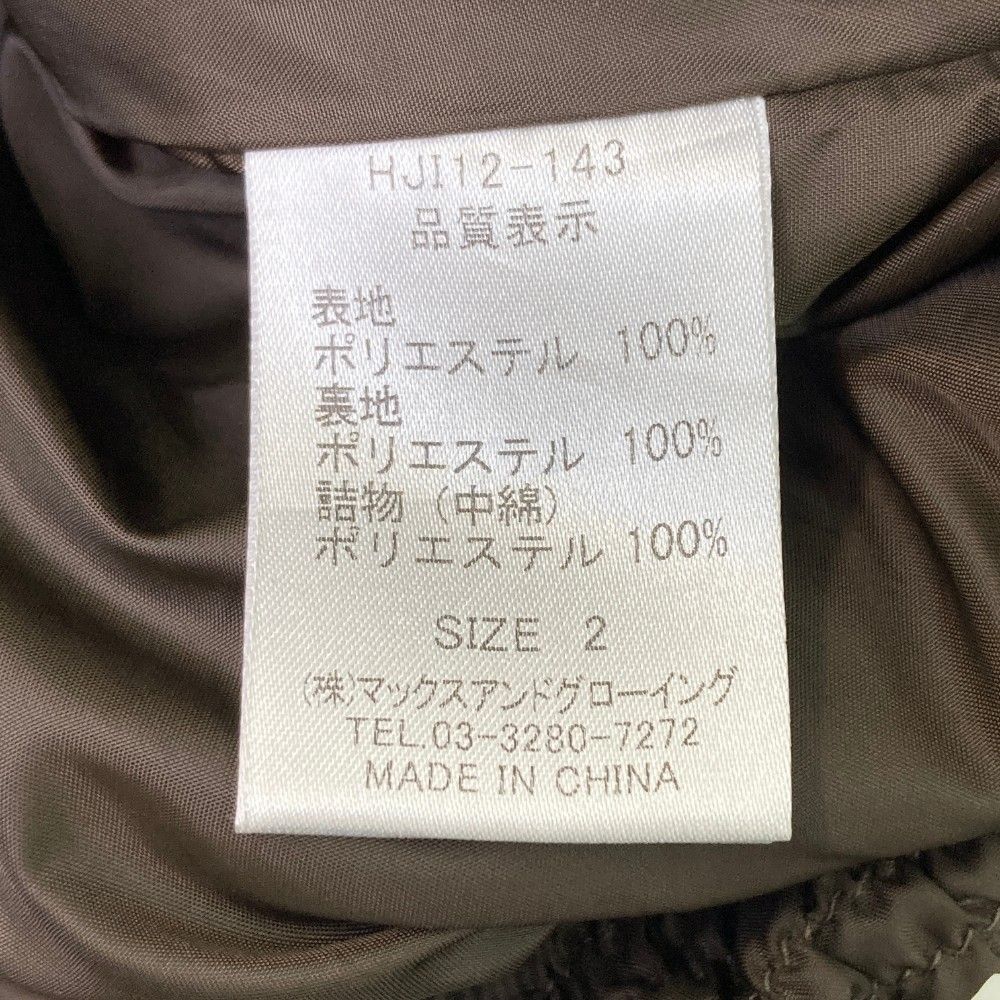 HJI12-143
品質表示
表地
ポリエステル 100%
裏地
ポリエステル 100%
詰物 (中綿)
ポリエステル 100%
SIZE 2
(株)マックスアンドグローイング
TEL.03-3280-7272
MADE IN CHINA